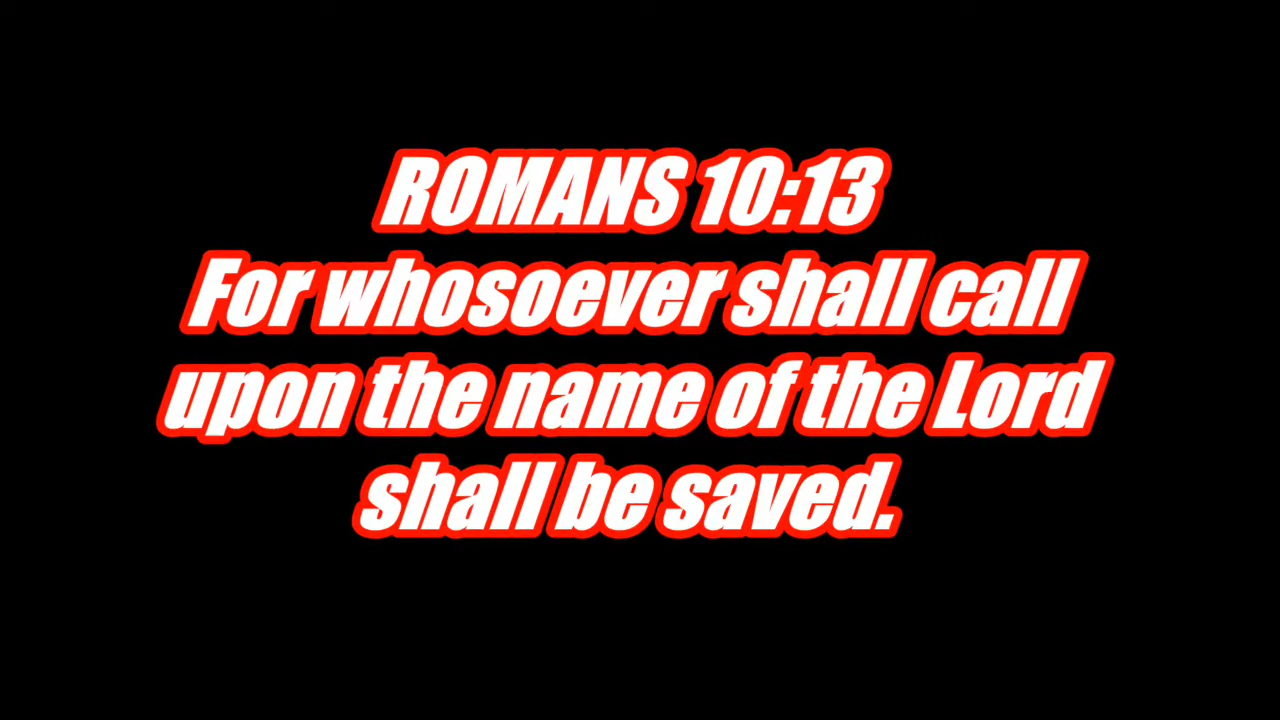 ROMANS 10:13
For whosoever shall call
upon the name of the Lord
shall be saved.